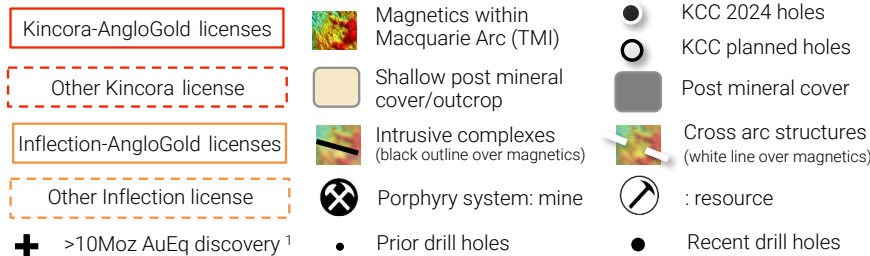 Kincora-AngloGold licenses
Other Kincora license
Inflection-AngloGold licenses
Other Inflection license
>10Moz AuEq discovery 1
Magnetics within
Macquarie Arc (TMI)
Shallow post mineral
cover/outcrop
Intrusive complexes
(black outline over magnetics)
Porphyry system: mine
Prior drill holes
KCC 2024 holes
KCC planned holes
Post mineral cover
Cross arc structures
(white line over magnetics)
: resource
Recent drill holes